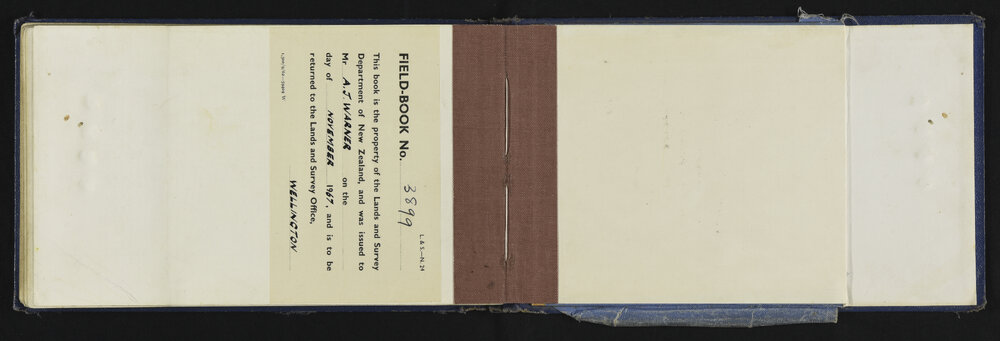 L. & S.—N. 24
FIELD-BOOK No. 3899
This book is the property of the Lands and Survey
Department of New Zealand, and was issued to
Mr A.J. WARNER on the
day of NOVEMBER 1967, and is to be
returned to the Lands and Survey Office,
WELLINGTON